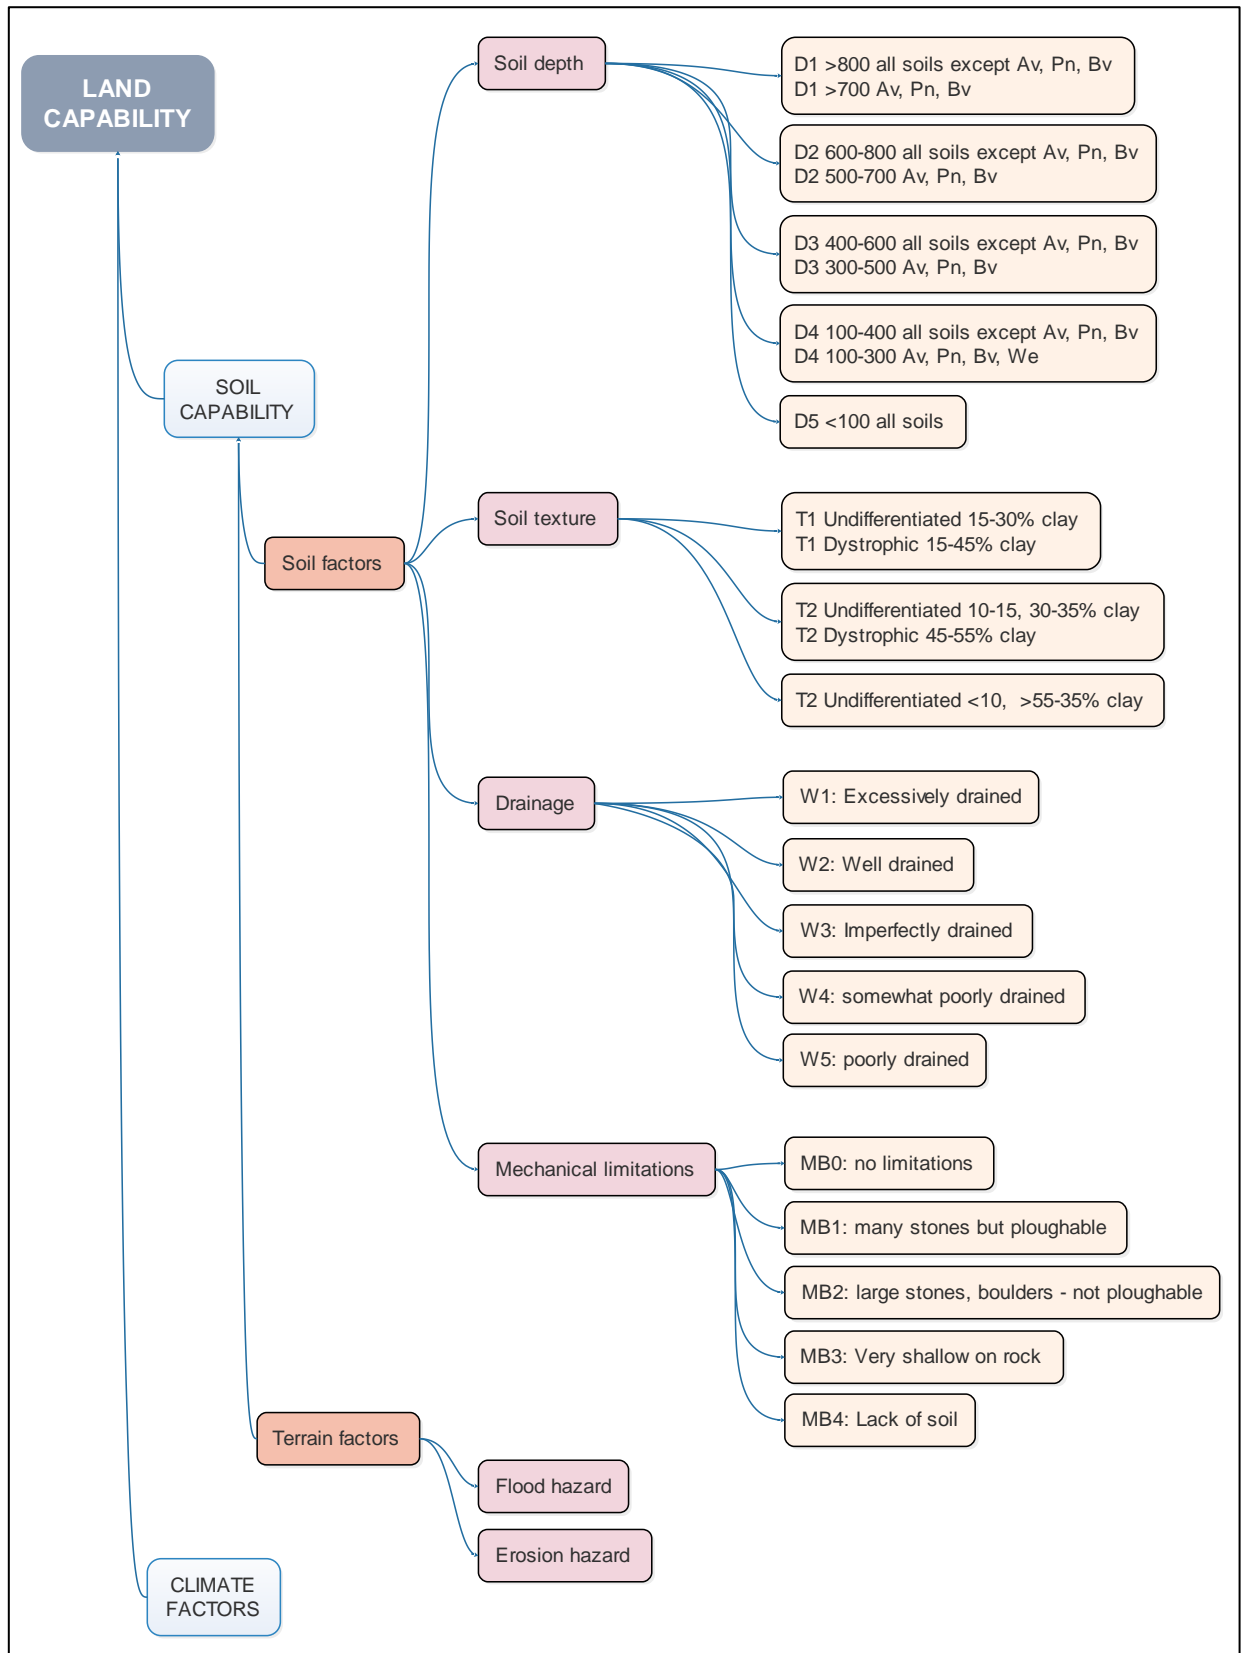 LAND
CAPABILITY
SOIL
CAPABILITY
Soil factors
Soil depth
D1 >800 all soils except Av, Pn, Bv
D1 >700 Av, Pn, Bv
D2 600-800 all soils except Av, Pn, Bv
D2 500-700 Av, Pn, Bv
D3 400-600 all soils except Av, Pn, Bv
D3 300-500 Av, Pn, Bv
D4 100-400 all soils except Av, Pn, Bv
D4 100-300 Av, Pn, Bv, We
D5 <100 all soils
Soil texture
T1 Undifferentiated 15-30% clay
T1 Dystrophic 15-45% clay
T2 Undifferentiated 10-15, 30-35% clay
T2 Dystrophic 45-55% clay
T2 Undifferentiated <10, >55-35% clay
Drainage
W1: Excessively drained
W2: Well drained
W3: Imperfectly drained
W4: somewhat poorly drained
W5: poorly drained
Mechanical limitations
MB0: no limitations
MB1: many stones but ploughable
MB2: large stones, boulders - not ploughable
MB3: Very shallow on rock
MB4: Lack of soil
Terrain factors
Flood hazard
Erosion hazard
CLIMATE
FACTORS